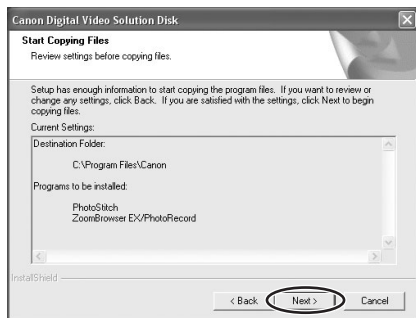 Canon Digital Video Solution Disk
Start Copying Files
Review settings before copying files.
Setup has enough information to start copying the program files. If you want to review or
change any settings, click Back. If you are satisfied with the settings, click Next to begin
copying files.
Current Settings:
Destination Folder:
C:\Program Files\Canon
Programs to be installed:
PhotoStitch
ZoomBrowser EX/PhotoRecord
InstallShield
< Back
Next >
Cancel